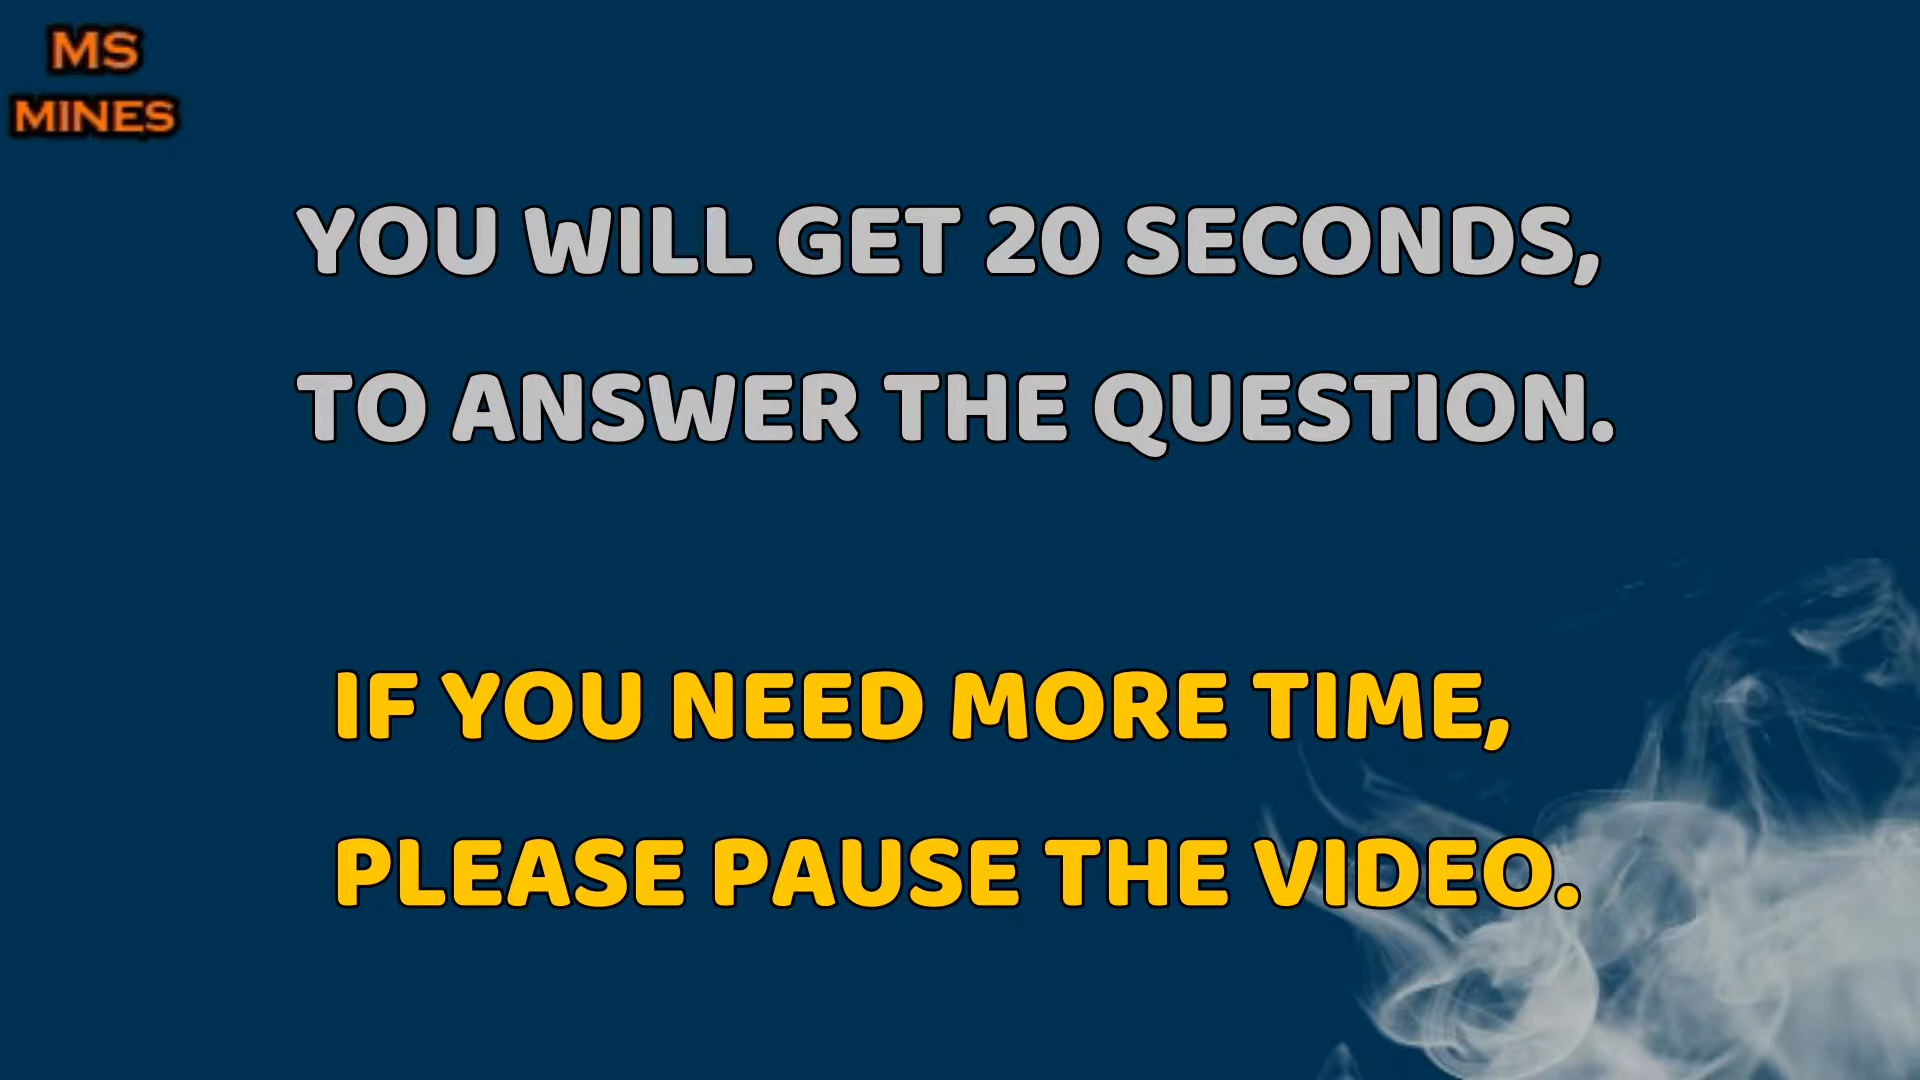 MS
MINES
YOU WILL GET 20 SECONDS,
TO ANSWER THE QUESTION.
IF YOU NEED MORE TIME,
PLEASE PAUSE THE VIDEO.